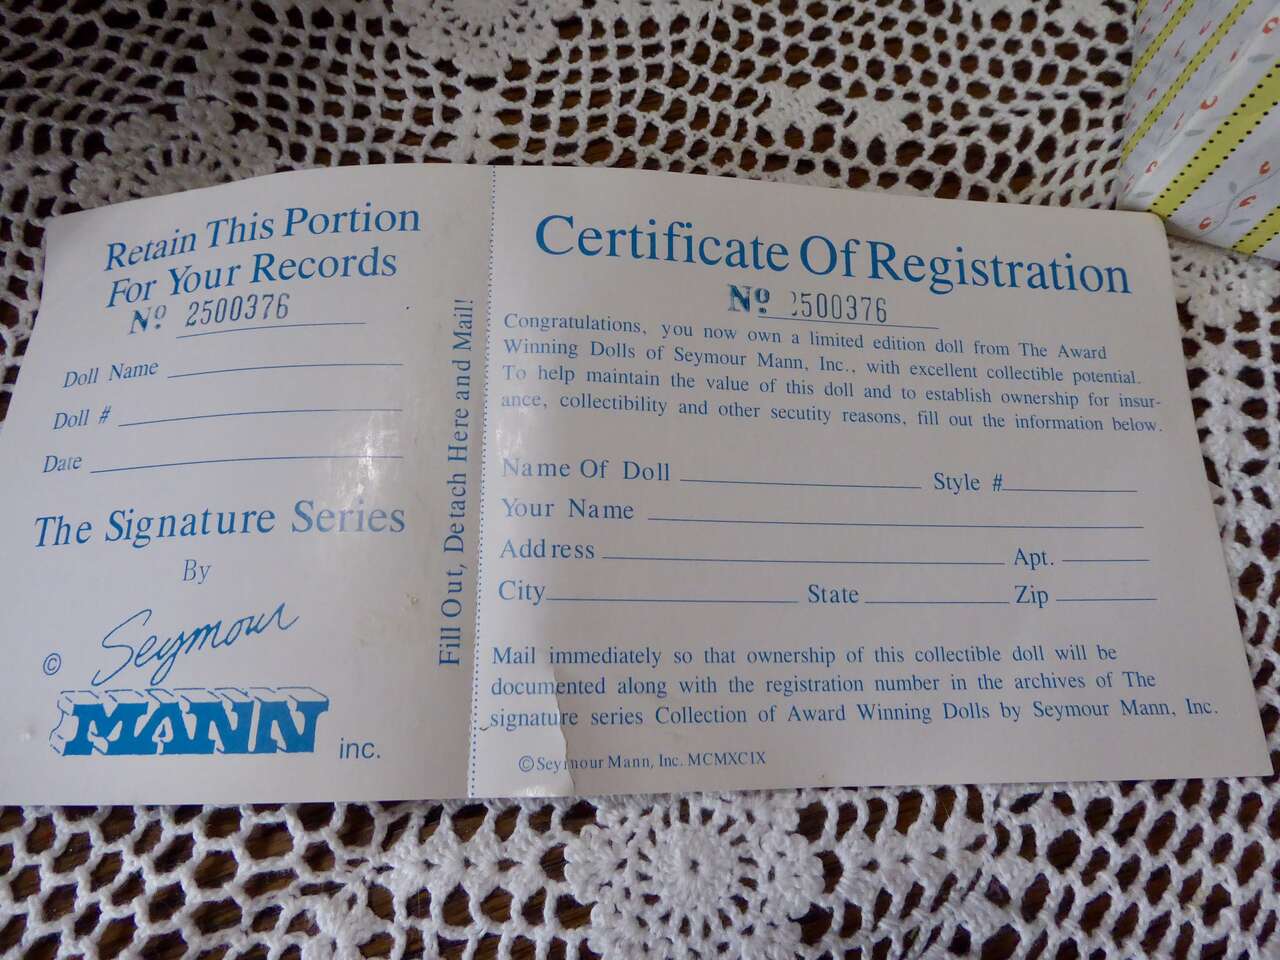 Retain This Portion
For Your Records
Nº 2500376
Doll Name
Doll #
Date
The Signature Series
By
© Seymour
MANN inc.
Fill Out, Detach Here and Mail!
Certificate Of Registration
Nº 2500376
Congratulations, you now own a limited edition doll from The Award
Winning Dolls of Seymour Mann, Inc., with excellent collectible potential.
To help maintain the value of this doll and to establish ownership for insur-
ance, collectibility and other secutity reasons, fill out the information below.
Name Of Doll Style #
Your Name
Address Apt.
City State Zip
Mail immediately so that ownership of this collectible doll will be
documented along with the registration number in the archives of The
signature series Collection of Award Winning Dolls by Seymour Mann, Inc.
©Seymour Mann, Inc. MCMXCIX